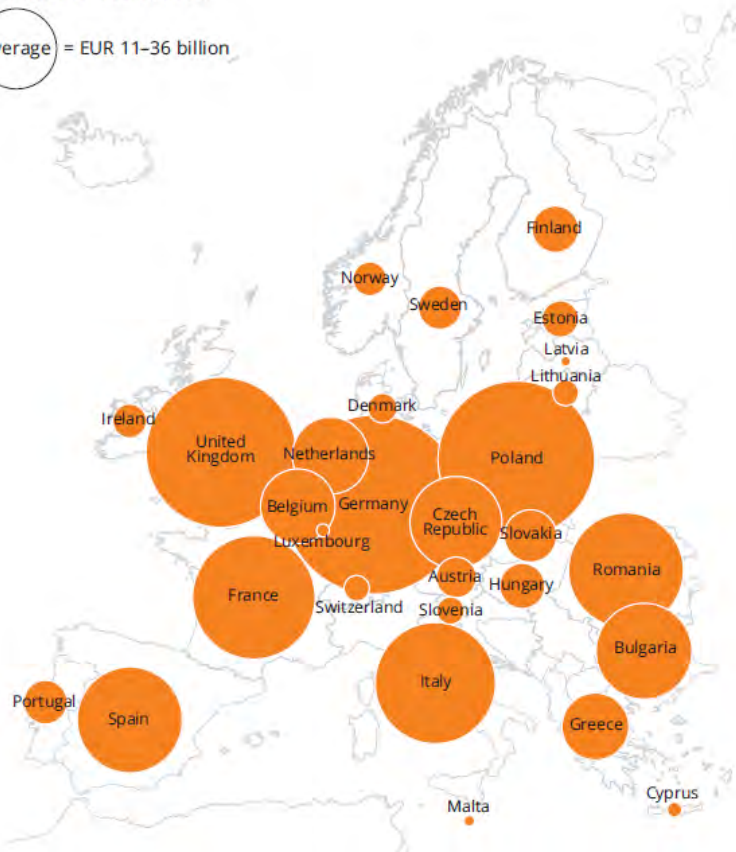 = EUR 11–36 billion
Finland
Norway
Sweden
Estonia
Latvia
Lithuania
Denmark
Ireland
United
Kingdom
Netherlands
Poland
Belgium
Germany
Czech
Republic
Slovakia
Luxembourg
Austria
Hungary
Romania
France
Switzerland
Slovenia
Bulgaria
Italy
Portugal
Spain
Greece
Cyprus
Malta